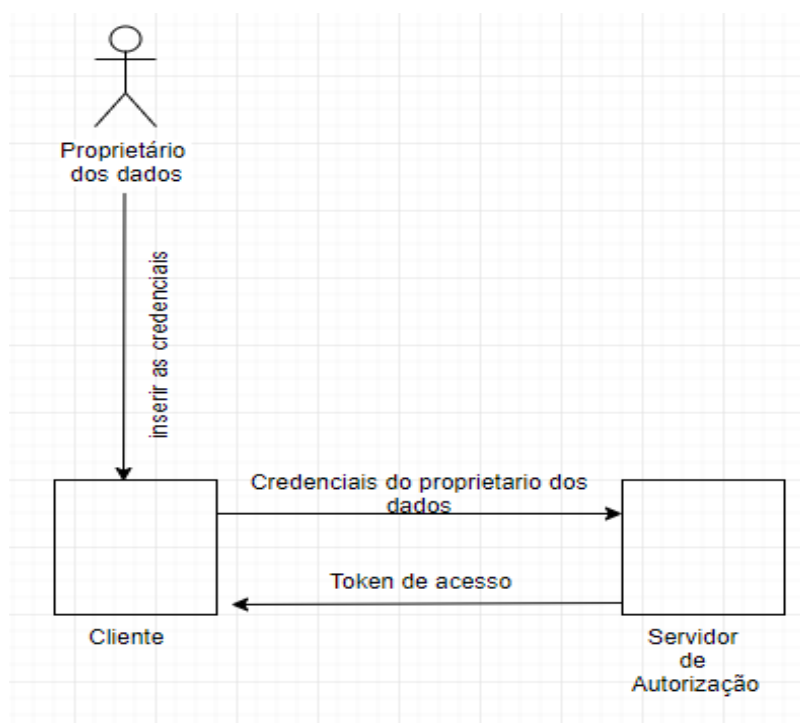 Proprietário
dos dados
inserir as credenciais
Credenciais do proprietario dos
dados
Token de acesso
Cliente
Servidor
de
Autorização